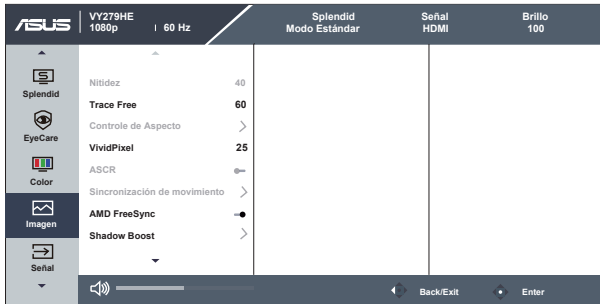 ASUS
VY279HE
1080p | 60 Hz
Splendid
Modo Estándar
Señal
HDMI
Brillo
100
Splendid
EyeCare
Color
Imagen
Señal
Nitidez 40
Trace Free 60
Controle de Aspecto
VividPixel 25
ASCR
Sincronización de movimiento
AMD FreeSync
Shadow Boost
Back/Exit
Enter